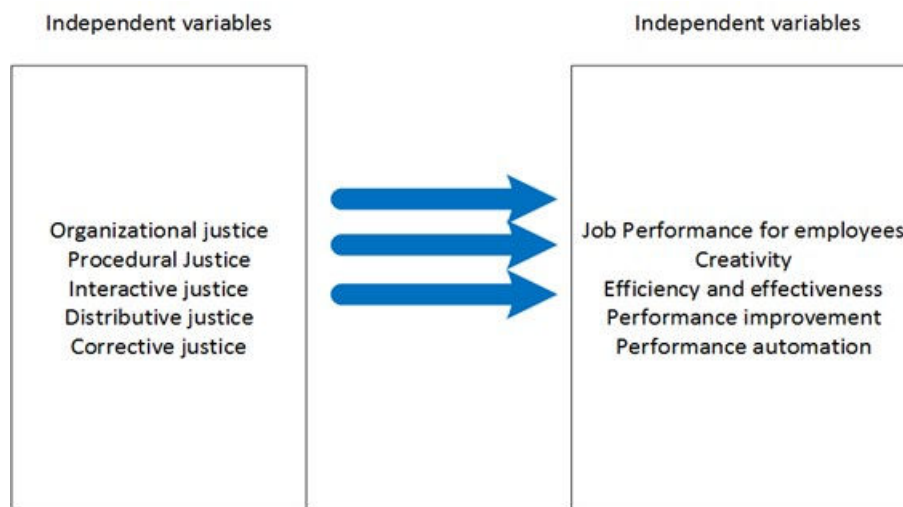 Independent variables
Organizational justice
Procedural Justice
Interactive justice
Distributive justice
Corrective justice
Independent variables
Job Performance for employees
Creativity
Efficiency and effectiveness
Performance improvement
Performance automation